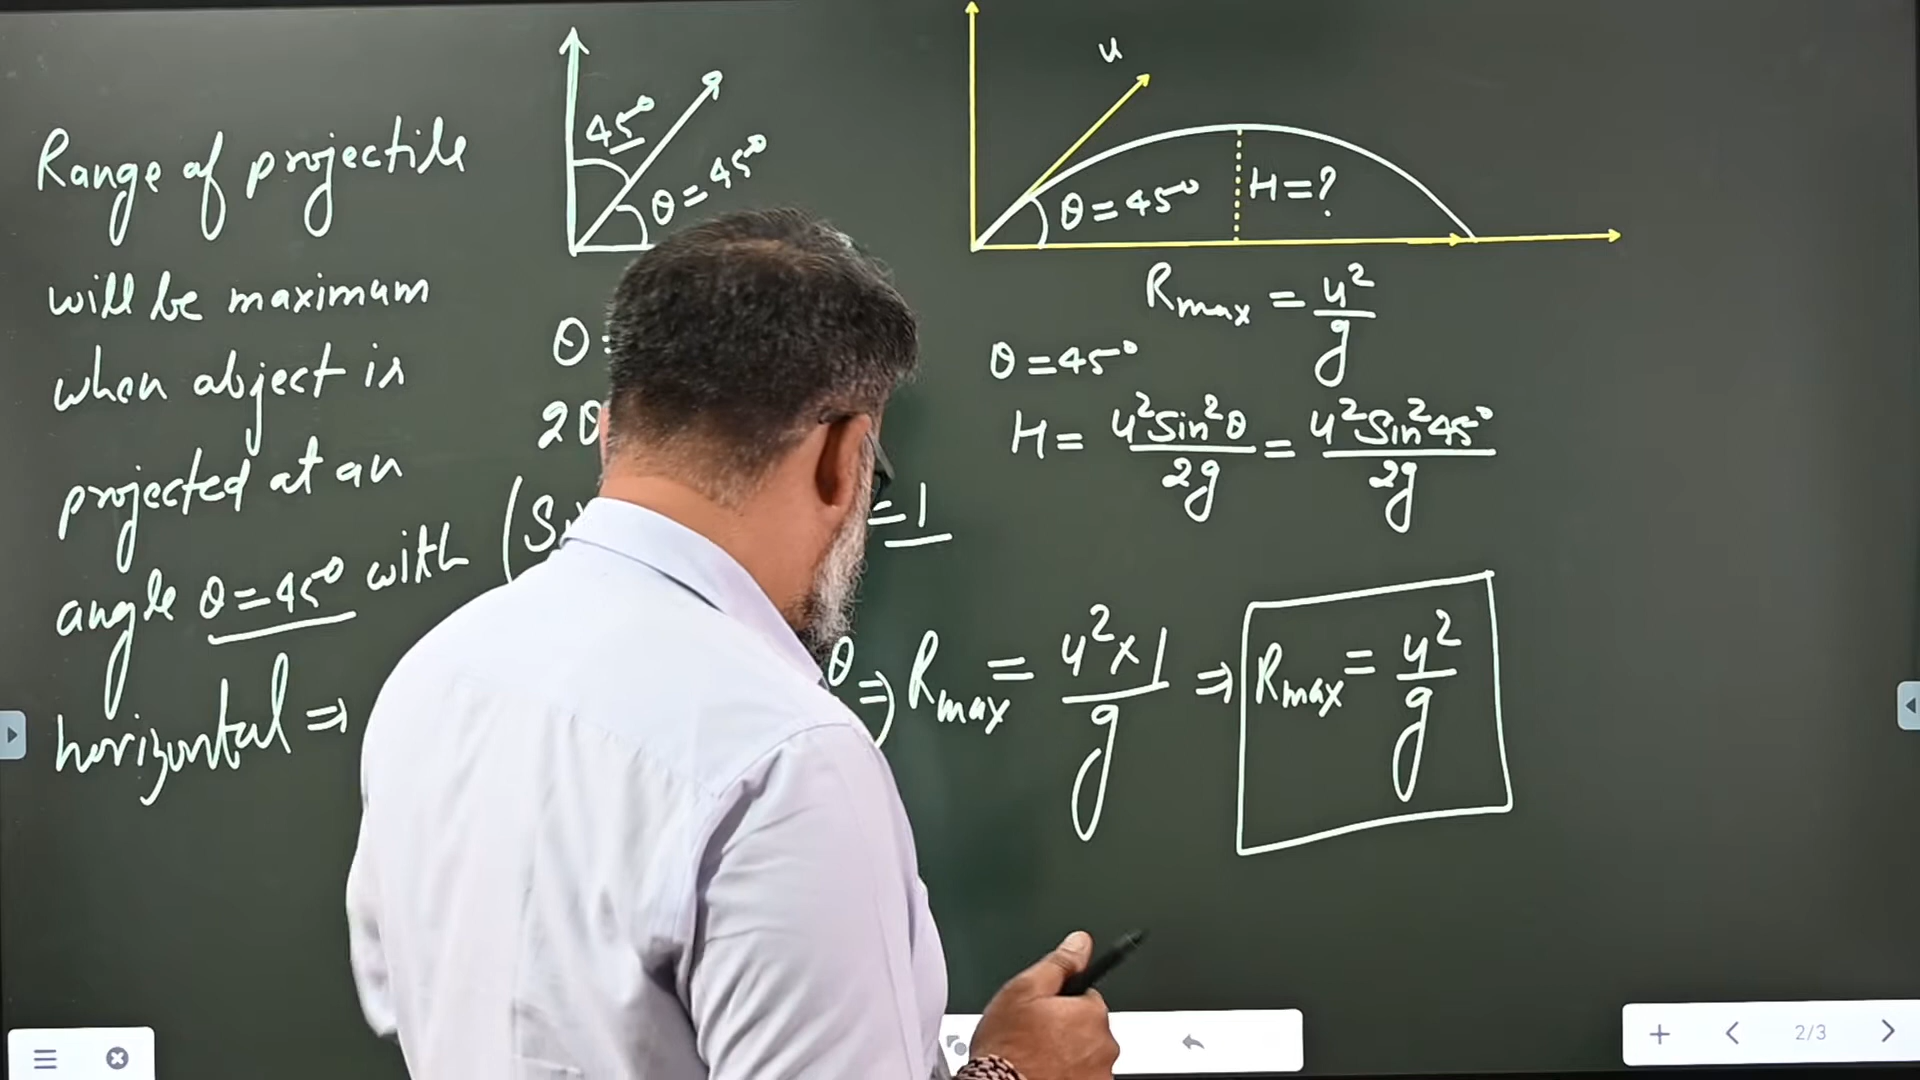 Range of projectile
will be maximum
when object is
projected at an
angle θ=45° with
horizontal ⇒
45°
θ=45°
θ=
2θ
(Si
=1
θ ⇒ Rmax = u²×1/g ⇒ Rmax = u²/g
u
θ=45°
H=?
Rmax = u²/g
θ=45°
H= u²Sin²θ/2g = u²Sin²45°/2g
2/3